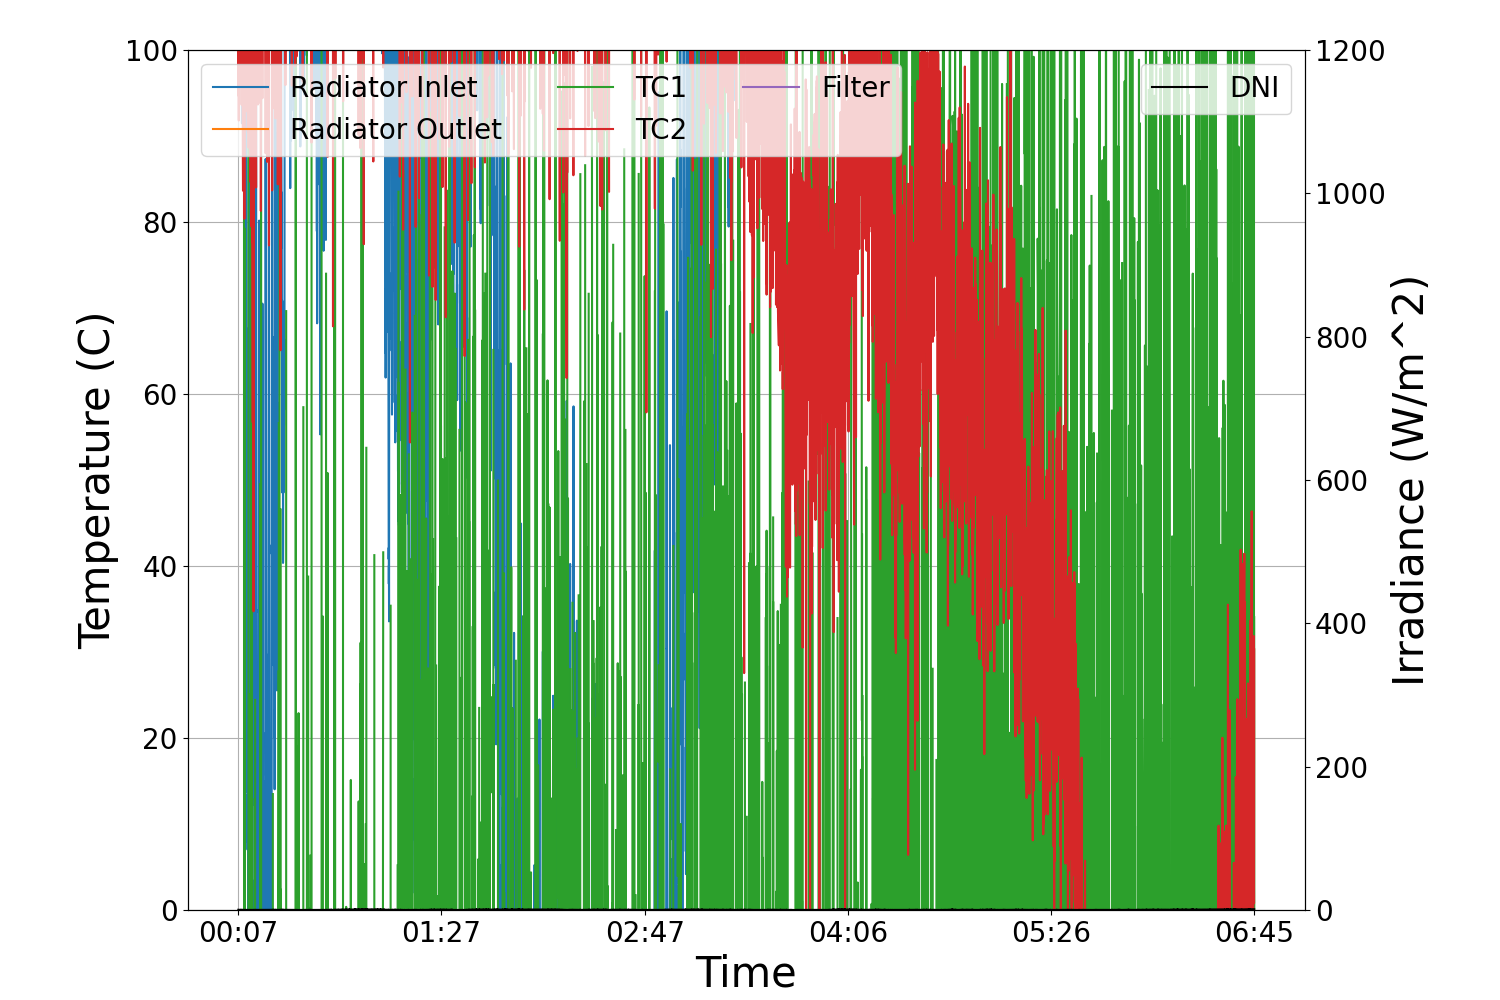 100
80
60
40
20
0
Temperature (C)
Radiator Inlet
Radiator Outlet
TC1
TC2
Filter
DNI
1200
1000
800
600
400
200
0
Irradiance (W/m^2)
00:07 01:27 02:47 04:06 05:26 06:45
Time